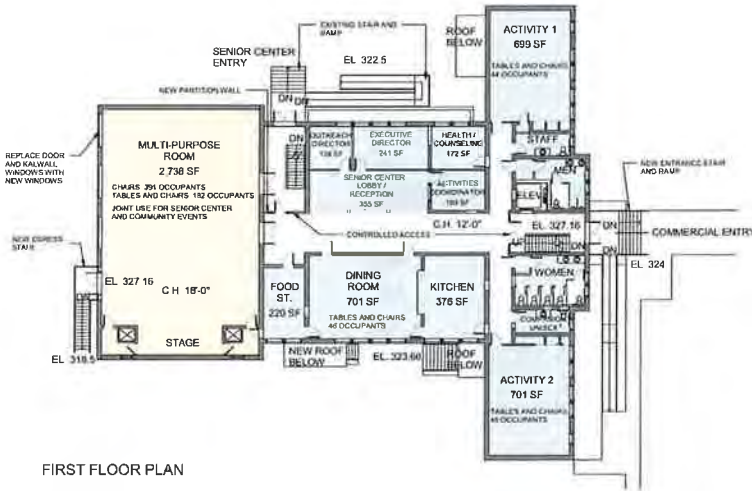 EXISTING STAIR AND
RAMP
ROOF
BELOW
ACTIVITY 1
699 SF
TABLES AND CHAIRS
44 OCCUPANTS
SENIOR CENTER
ENTRY
EL 322.5
NEW PARTITION WALL
DN
DN
DN
OUTREACH
DIRECTOR
EXECUTIVE
DIRECTOR
241 SF
HEALTH /
COUNSELING
172 SF
STAFF
MEN
ELEV
REPLACE DOOR
AND KALWALL
WINDOWS WITH
NEW WINDOWS
MULTI-PURPOSE
ROOM
2,738 SF
CHAIRS 391 OCCUPANTS
TABLES AND CHAIRS 182 OCCUPANTS
JOINT USE FOR SENIOR CENTER
AND COMMUNITY EVENTS
SENIOR CENTER
LOBBY /
RECEPTION
355 SF
ACTIVITIES
COORDINATOR
NEW ENTRANCE STAIR
AND RAMP
C.H. 12'-0"
EL. 327.16
DN
COMMERCIAL ENTRY
CONTROLLED ACCESS
UP
DN
DN
EL 324
NEW EGRESS
STAIR
EL 327 16
C H 18'-0"
FOOD
ST.
220 SF
DINING
ROOM
701 SF
TABLES AND CHAIRS
46 OCCUPANTS
KITCHEN
376 SF
WOMEN
UNISEX
STAGE
EL 318.5
NEW ROOF
BELOW
EL. 323.66
ROOF
BELOW
ACTIVITY 2
701 SF
TABLES AND CHAIRS
FIRST FLOOR PLAN